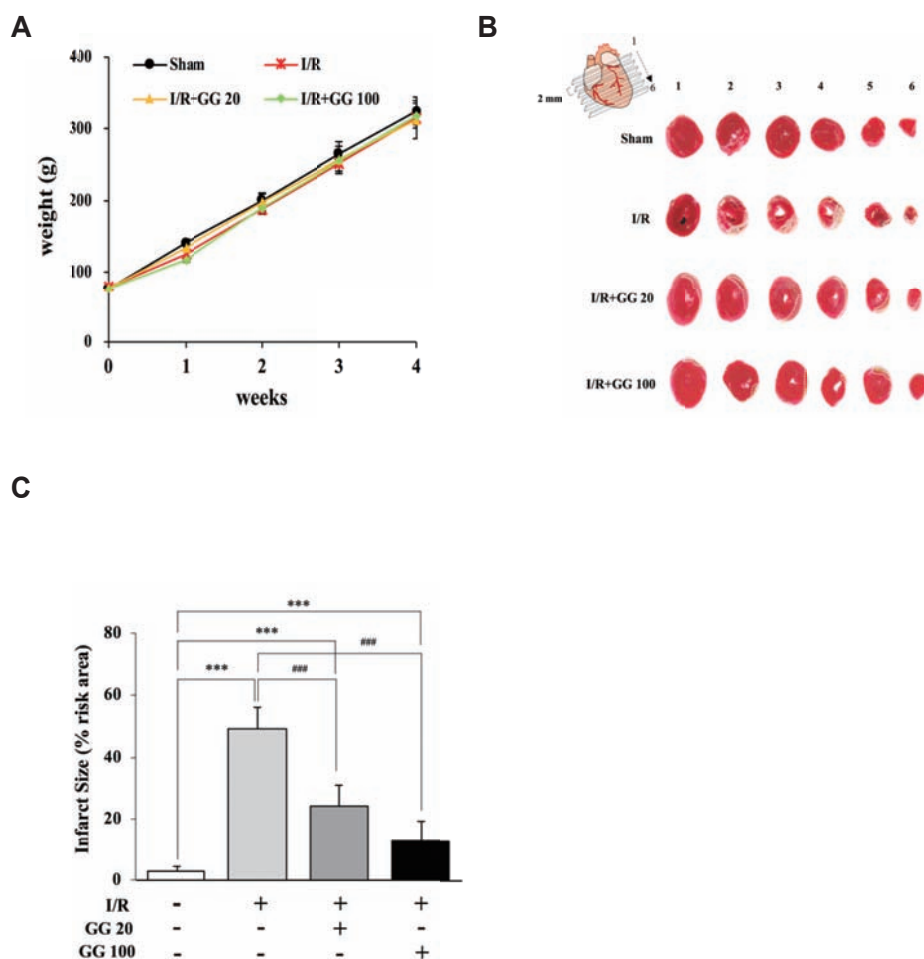 A
400
300
200
100
0
weight (g)
Sham
I/R
I/R+GG 20
I/R+GG 100
0 1 2 3 4
weeks
B
1
6
2 mm
1 2 3 4 5 6
Sham
I/R
I/R+GG 20
I/R+GG 100
C
Infarct Size (% risk area)
80
60
40
20
0
***
***
***
###
###
I/R - + + +
GG 20 - - + -
GG 100 - - - +